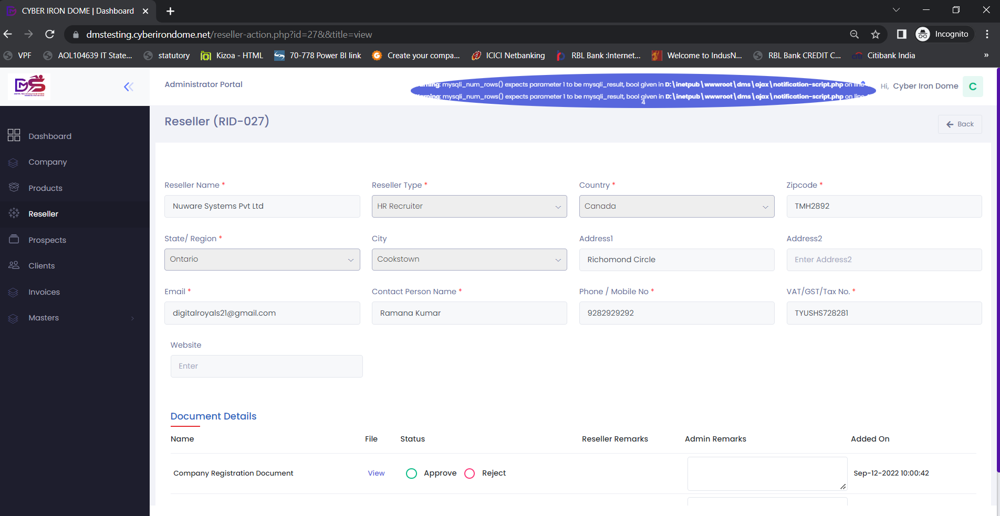 CYBER IRON DOME | Dashboard
dmstesting.cyberirondome.net/reseller-action.php?id=27&&title=view
Incognito
VPF
AOL104639 IT State...
statutory
Kizoa - HTML
70-778 Power BI link
Create your compa...
ICICI Netbanking
RBL Bank :Internet...
Welcome to IndusN...
RBL Bank CREDIT C...
Citibank India
»
DMS
Administrator Portal
mysqli_num_rows() expects parameter 1 to be mysqli_result, bool given in D:\inetpub\wwwroot\dms\ajax\notification-script.php on line
mysqli_num_rows() expects parameter 1 to be mysqli_result, bool given in D:\inetpub\wwwroot\dms\ajax\notification-script.php on line
4
Hi, Cyber Iron Dome
C
Reseller (RID-027)
Back
Dashboard
Company
Products
Reseller
Prospects
Clients
Invoices
Masters
Reseller Name *
Reseller Type *
Country *
Zipcode *
Nuware Systems Pvt Ltd
HR Recruiter
Canada
TMH2892
State/ Region *
City
Address1
Address2
Ontario
Cookstown
Richomond Circle
Enter Address2
Email *
Contact Person Name *
Phone / Mobile No *
VAT/GST/Tax No. *
digitalroyals21@gmail.com
Ramana Kumar
9282929292
TYUSHS728281
Website
Enter
Document Details
Name
File
Status
Reseller Remarks
Admin Remarks
Added On
Company Registration Document
View
Approve
Reject
Sep-12-2022 10:00:42